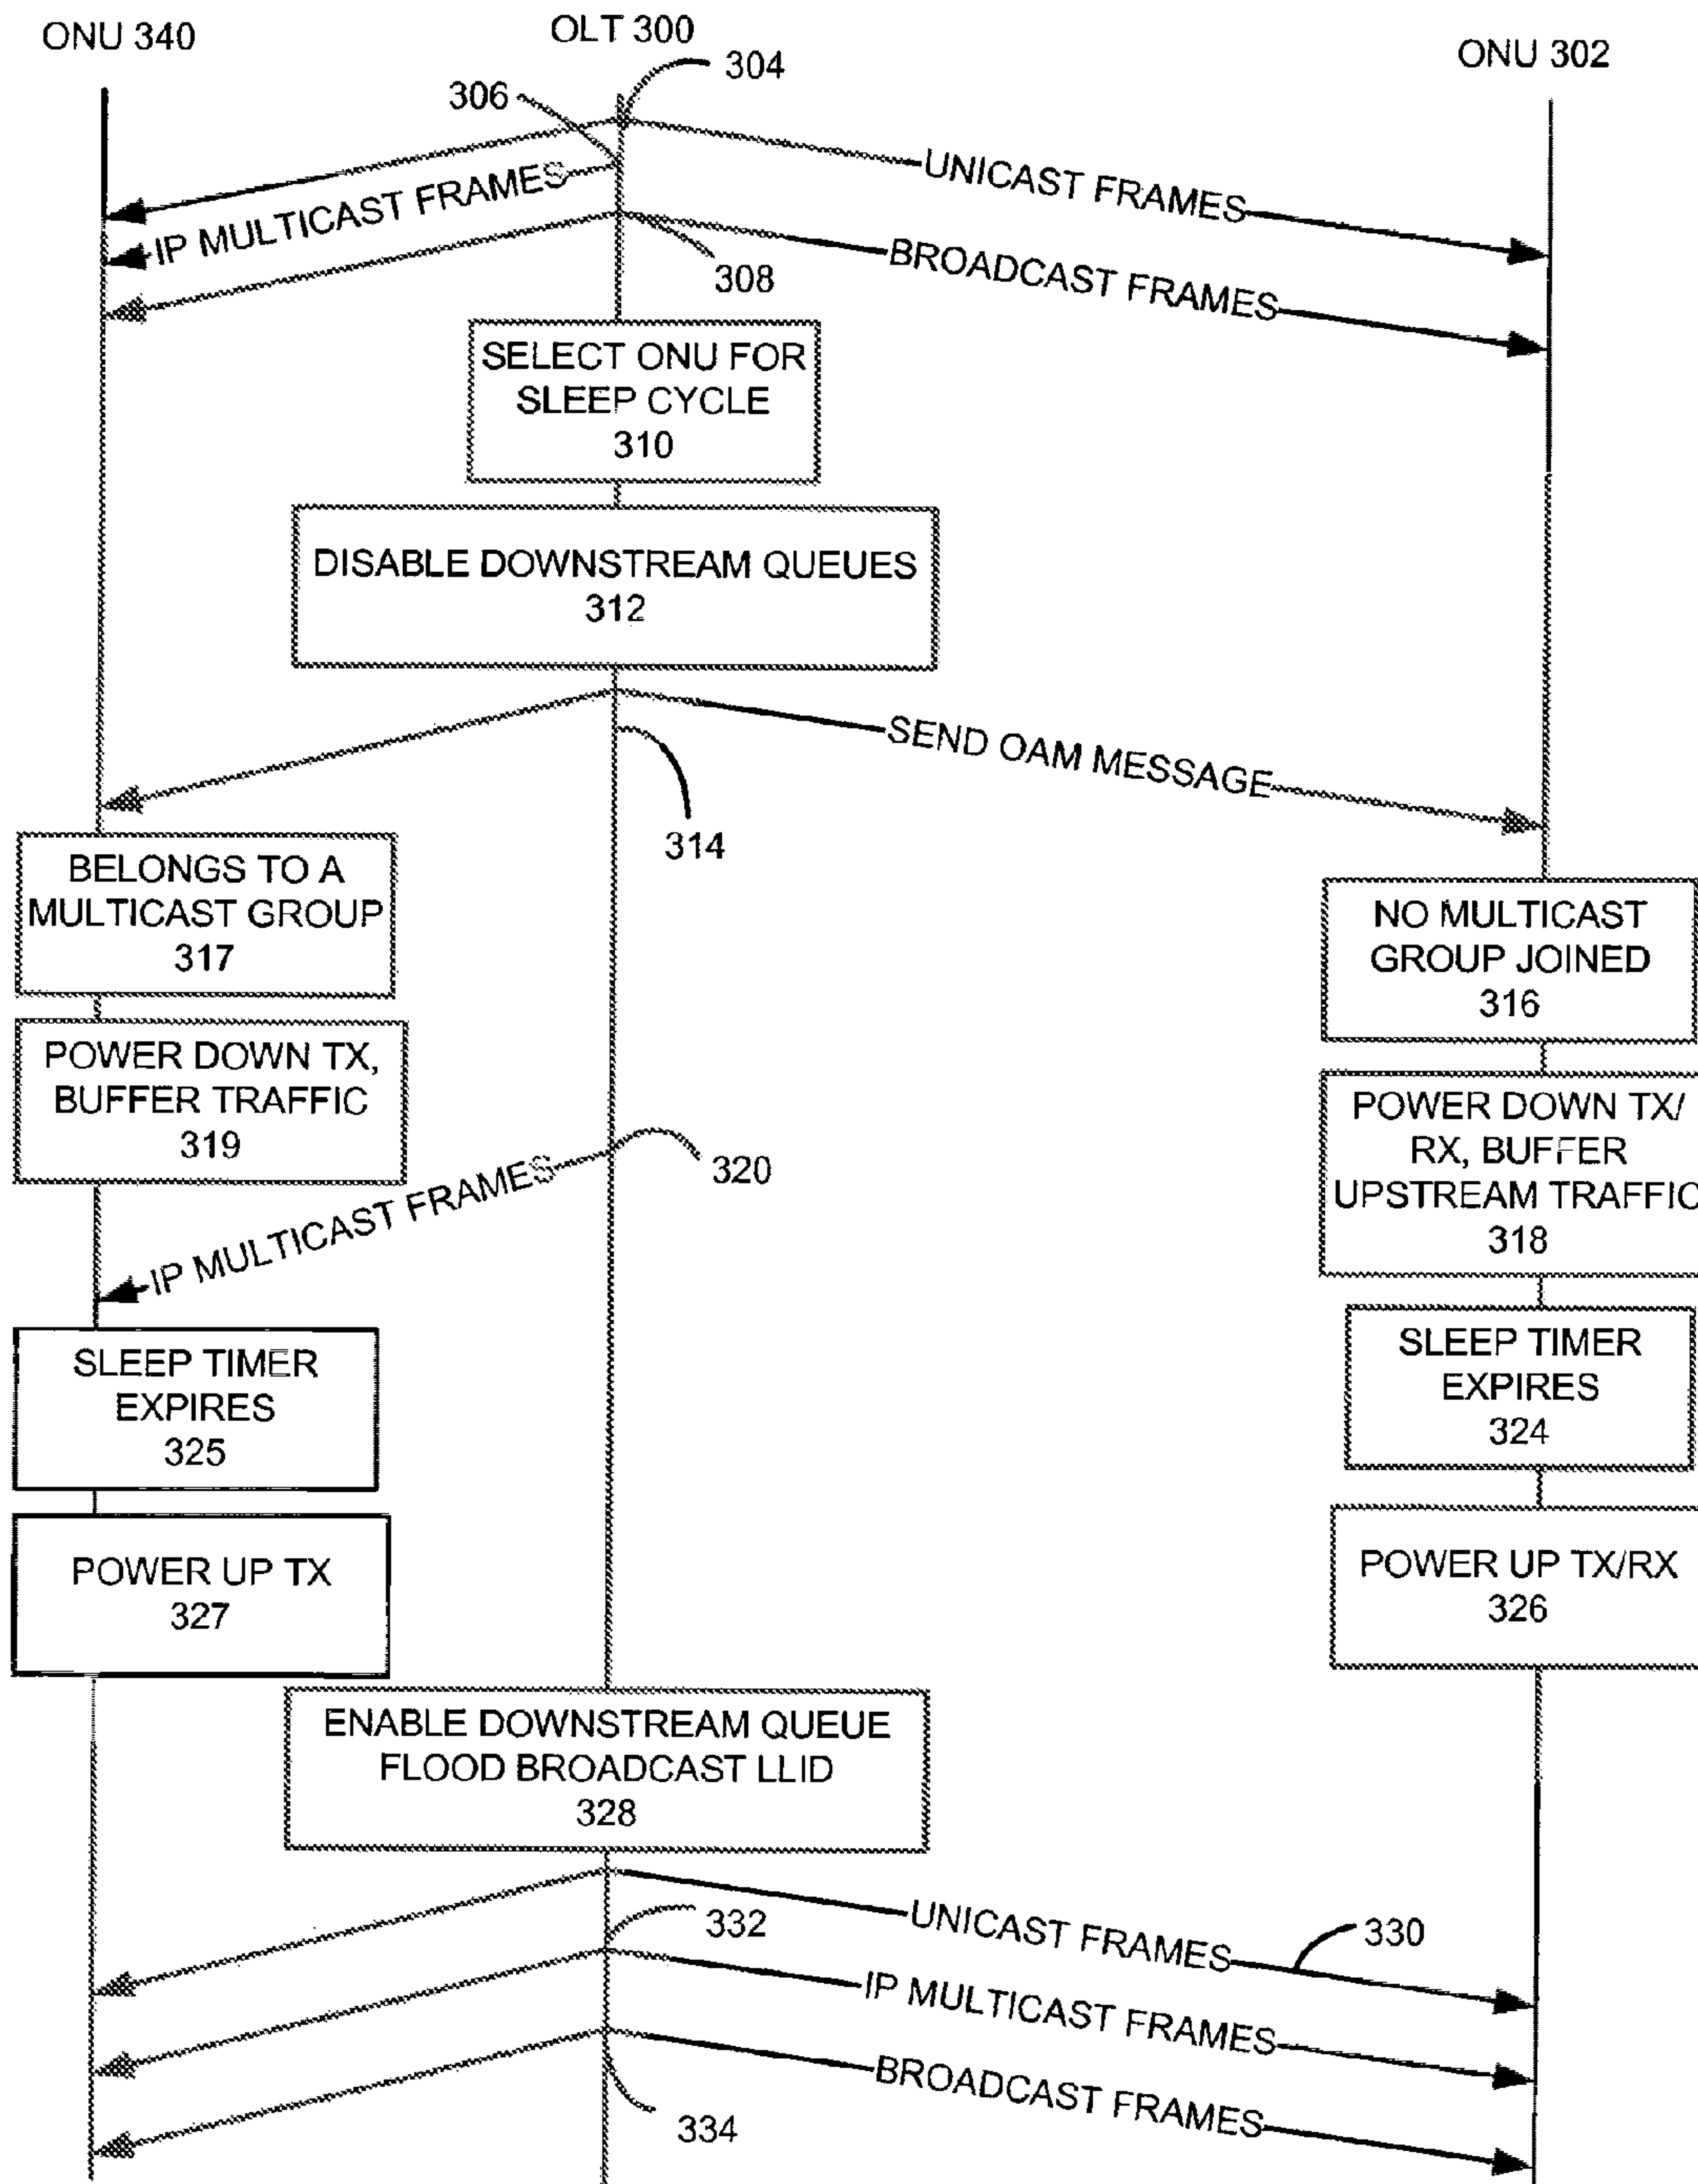 ONU 340
OLT 300
ONU 302
304
306
UNICAST FRAMES
IP MULTICAST FRAMES
308
BROADCAST FRAMES
SELECT ONU FOR
SLEEP CYCLE
310
DISABLE DOWNSTREAM QUEUES
312
SEND OAM MESSAGE
314
BELONGS TO A
MULTICAST GROUP
317
NO MULTICAST
GROUP JOINED
316
POWER DOWN TX,
BUFFER TRAFFIC
319
POWER DOWN TX/
RX, BUFFER
UPSTREAM TRAFFIC
318
320
IP MULTICAST FRAMES
SLEEP TIMER
EXPIRES
325
SLEEP TIMER
EXPIRES
324
POWER UP TX
327
POWER UP TX/RX
326
ENABLE DOWNSTREAM QUEUE
FLOOD BROADCAST LLID
328
UNICAST FRAMES
330
332
IP MULTICAST FRAMES
BROADCAST FRAMES
334